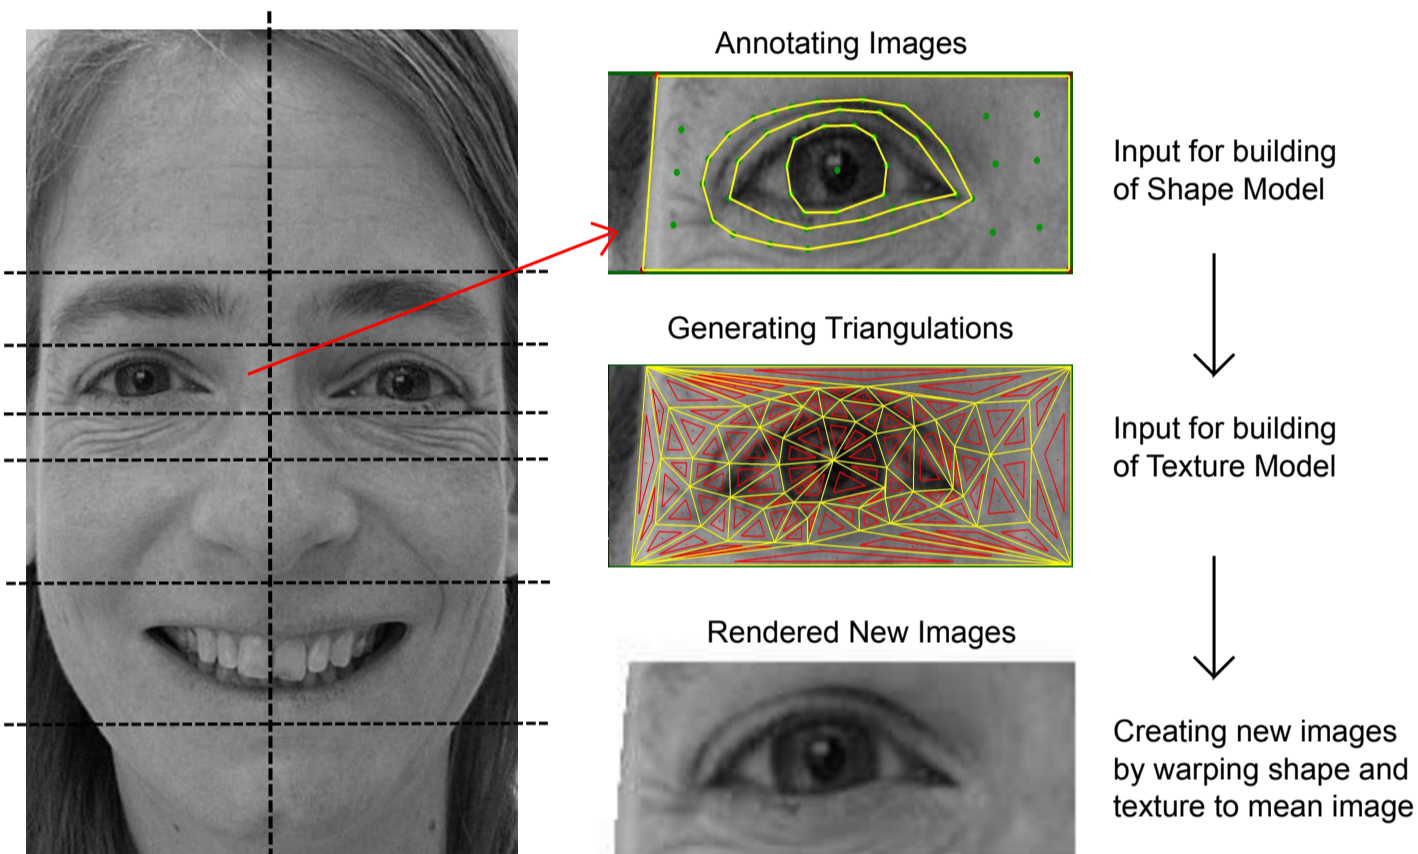 Annotating Images
Input for building
of Shape Model
Generating Triangulations
Input for building
of Texture Model
Rendered New Images
Creating new images
by warping shape and
texture to mean image